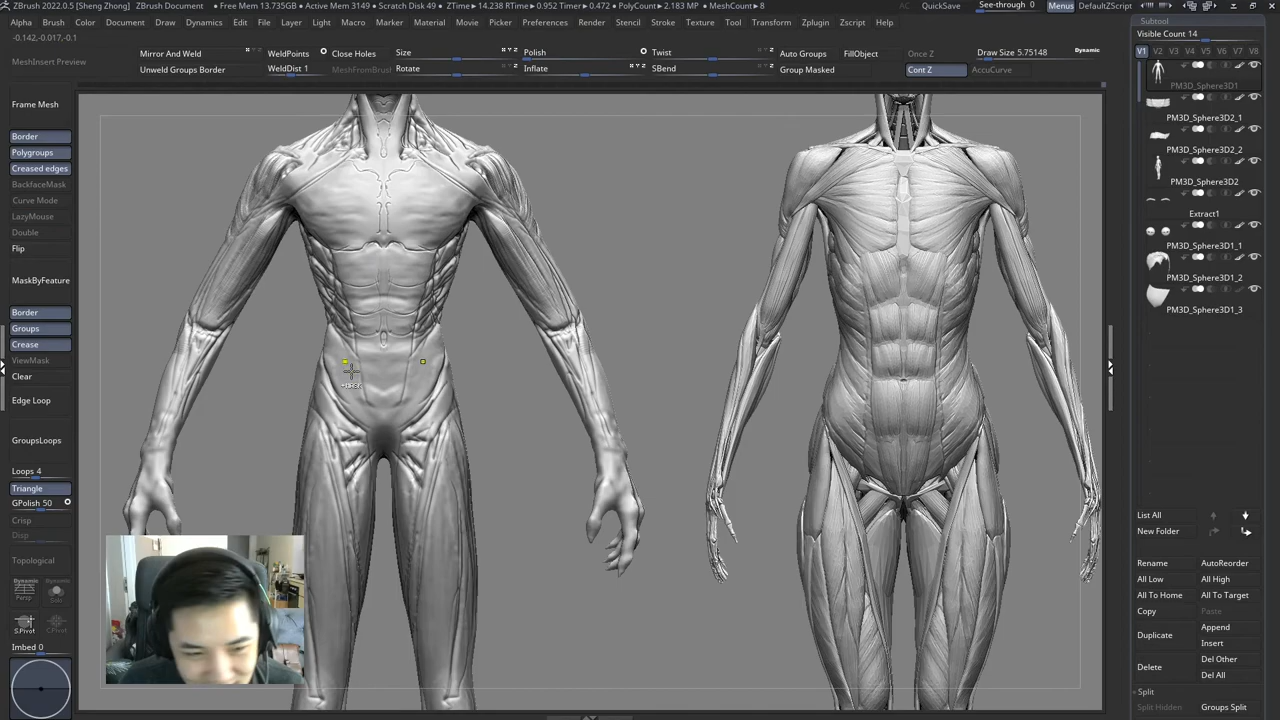 ZBrush 2022.0.5 [Sheng Zhong] ZBrush Document • Free Mem 13.735GB • Active Mem 3149 • Scratch Disk 49 • ZTime▸14.238 RTime▸0.952 Timer▸0.472 • PolyCount▸2.183 MP • MeshCount▸8 QuickSave See-through 0 Menus DefaultZScript
Alpha Brush Color Document Draw Dynamics Edit File Layer Light Macro Marker Material Movie Picker Preferences Render Stencil Stroke Texture Tool Transform Zplugin Zscript Help
-0.142,-0.017,-0.1
MeshInsert Preview
Mirror And Weld
Unweld Groups Border
WeldPoints
WeldDist 1
Close Holes
Size
Rotate
Polish
Inflate
Twist
SBend
Auto Groups
Group Masked
FillObject
Once Z
Cont Z
AccuCurve
Draw Size 5.75148
Dynamic
Frame Mesh
Border
Polygroups
Creased edges
BackfaceMask
Curve Mode
LazyMouse
Double
Flip
MaskByFeature
Border
Groups
Crease
ViewMask
Clear
Edge Loop
GroupsLoops
Loops 4
Triangle
GPolish 50
Crisp
Disp
Topological
Dynamic
Persp
Dynamic
Solo
S.Pivot
C.Pivot
Imbed 0
Subtool
Visible Count 14
V1 V2 V3 V4 V5 V6 V7 V8
PM3D_Sphere3D1
PM3D_Sphere3D2_1
PM3D_Sphere3D2_2
PM3D_Sphere3D2
Extract1
PM3D_Sphere3D1_1
PM3D_Sphere3D1_2
PM3D_Sphere3D1_3
List All
New Folder
Rename AutoReorder
All Low All High
All To Home All To Target
Copy Paste
Duplicate
Append
Insert
Delete
Del Other
Del All
Split
Split Hidden Groups Split